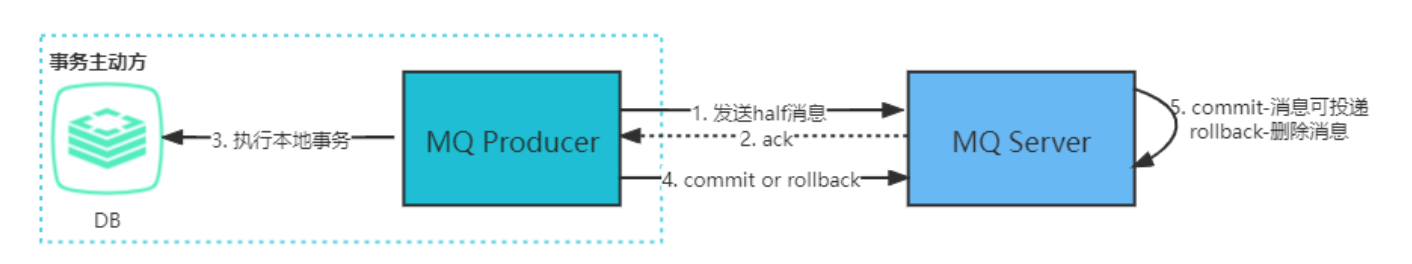 事务主动方
DB
3. 执行本地事务
MQ Producer
1. 发送half消息
2. ack
4. commit or rollback
MQ Server
5. commit-消息可投递
rollback-删除消息